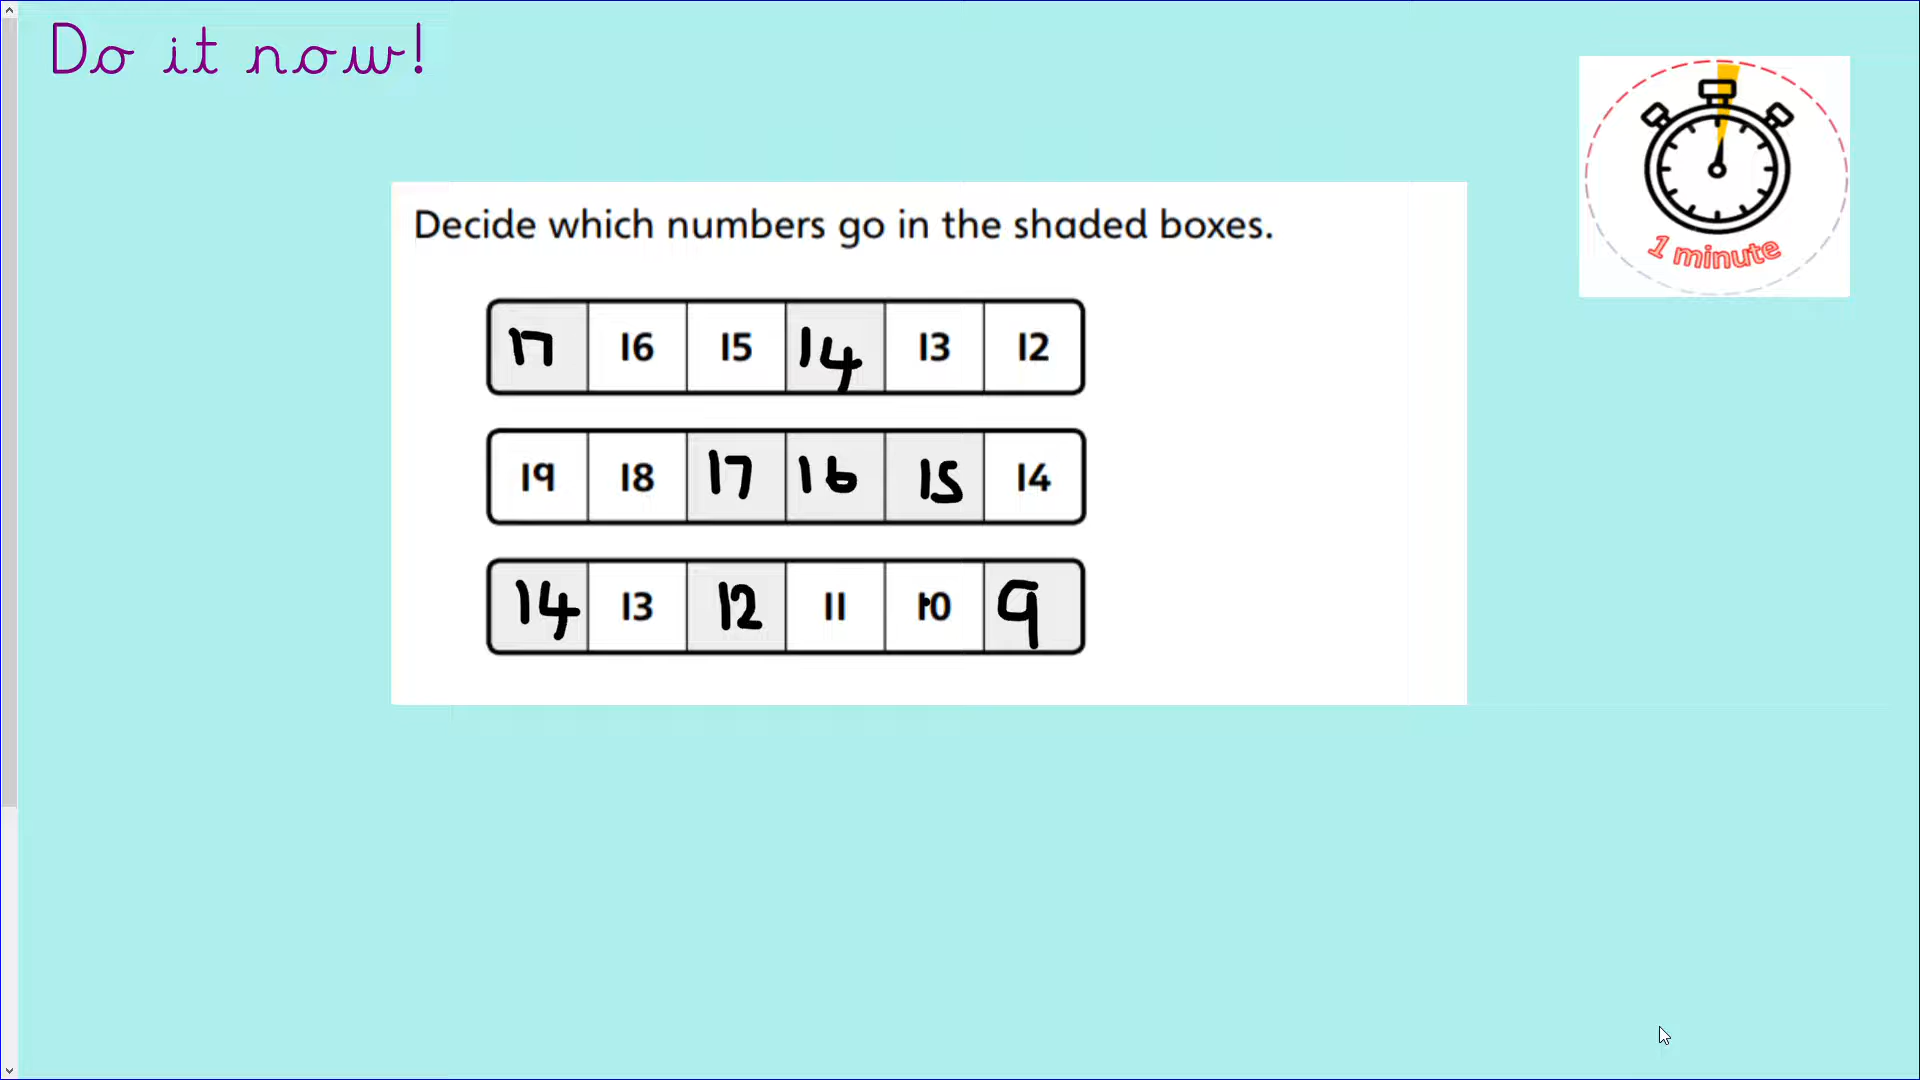 Do it now!
1 minute
Decide which numbers go in the shaded boxes.
17 16 15 14 13 12
19 18 17 16 15 14
14 13 12 11 10 9